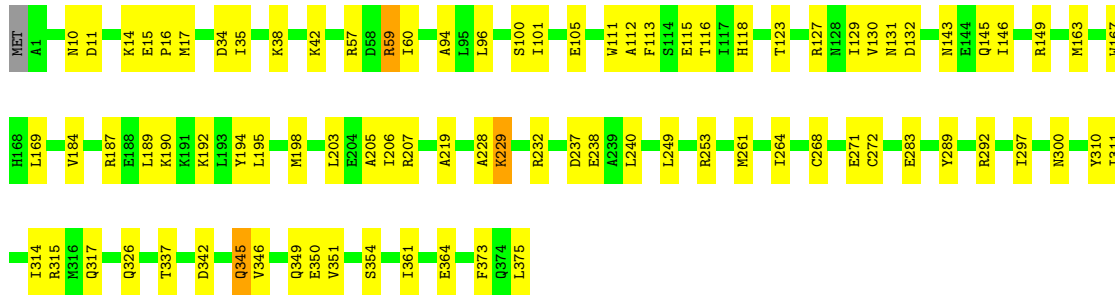 MET A1 N10 D11 K14 E15 P16 M17 D34 I35 K38 K42 R57 D58 R59 I60 A94 L95 L96 S100 I101 E105 W111 A112 F113 S114 E115 T116 I117 H118 T123 R127 N128 I129 V130 N131 D132 N143 E144 Q145 I146 R149 M163
H168 L169 V184 R187 E188 L189 K190 K191 K192 L193 Y194 L195 M198 L203 E204 A205 I206 R207 A219 A228 K229 R232 D237 E238 A239 L240 L249 R253 M261 I264 C268 E271 C272 E283 Y289 R292 I297 N300 Y310
I314 R315 M316 Q317 Q326 T337 D342 Q345 V346 Q349 E350 V351 S354 I361 E364 F373 Q374 L375